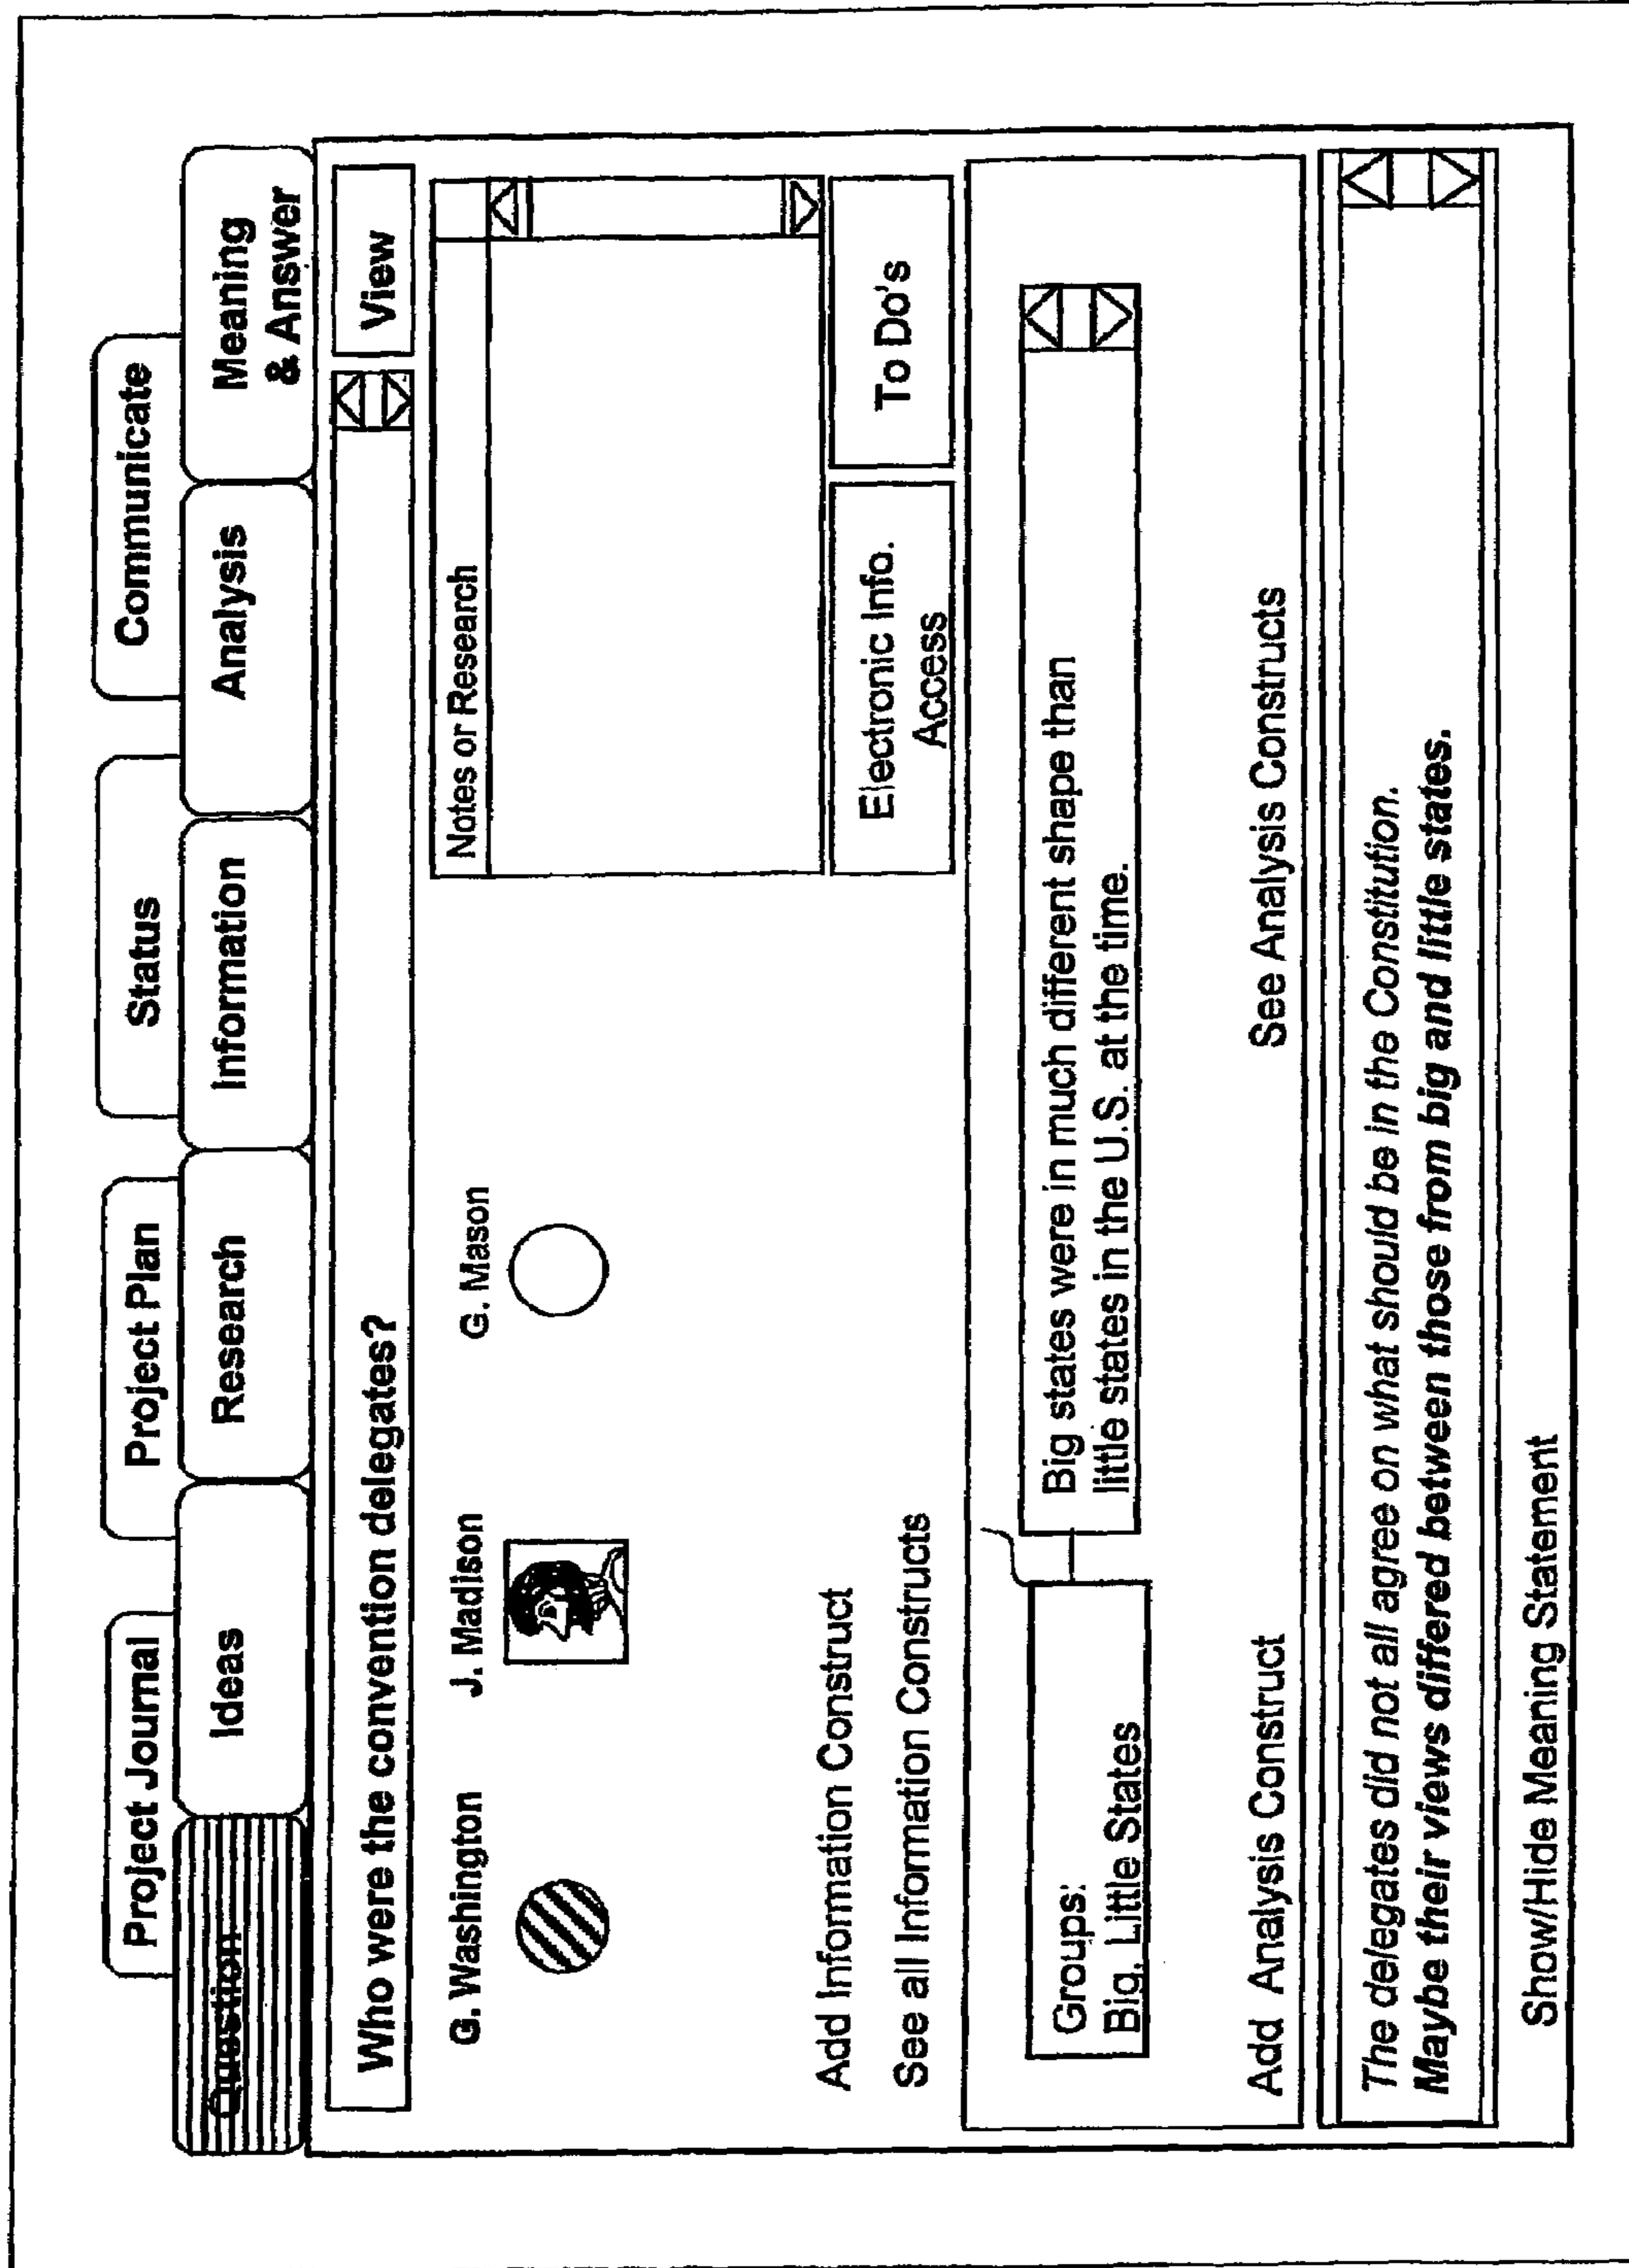 Project Journal
Project Plan
Status
Communicate
Question
Ideas
Research
Information
Analysis
Meaning
& Answer
Who were the convention delegates?
View
G. Washington
J. Madison
G. Mason
Notes or Research
Add Information Construct
See all Information Constructs
Electronic Info.
Access
To Do's
Groups:
Big, Little States
Big states were in much different shape than
little states in the U.S. at the time.
Add Analysis Construct
See Analysis Constructs
The delegates did not all agree on what should be in the Constitution.
Maybe their views differed between those from big and little states.
Show/Hide Meaning Statement